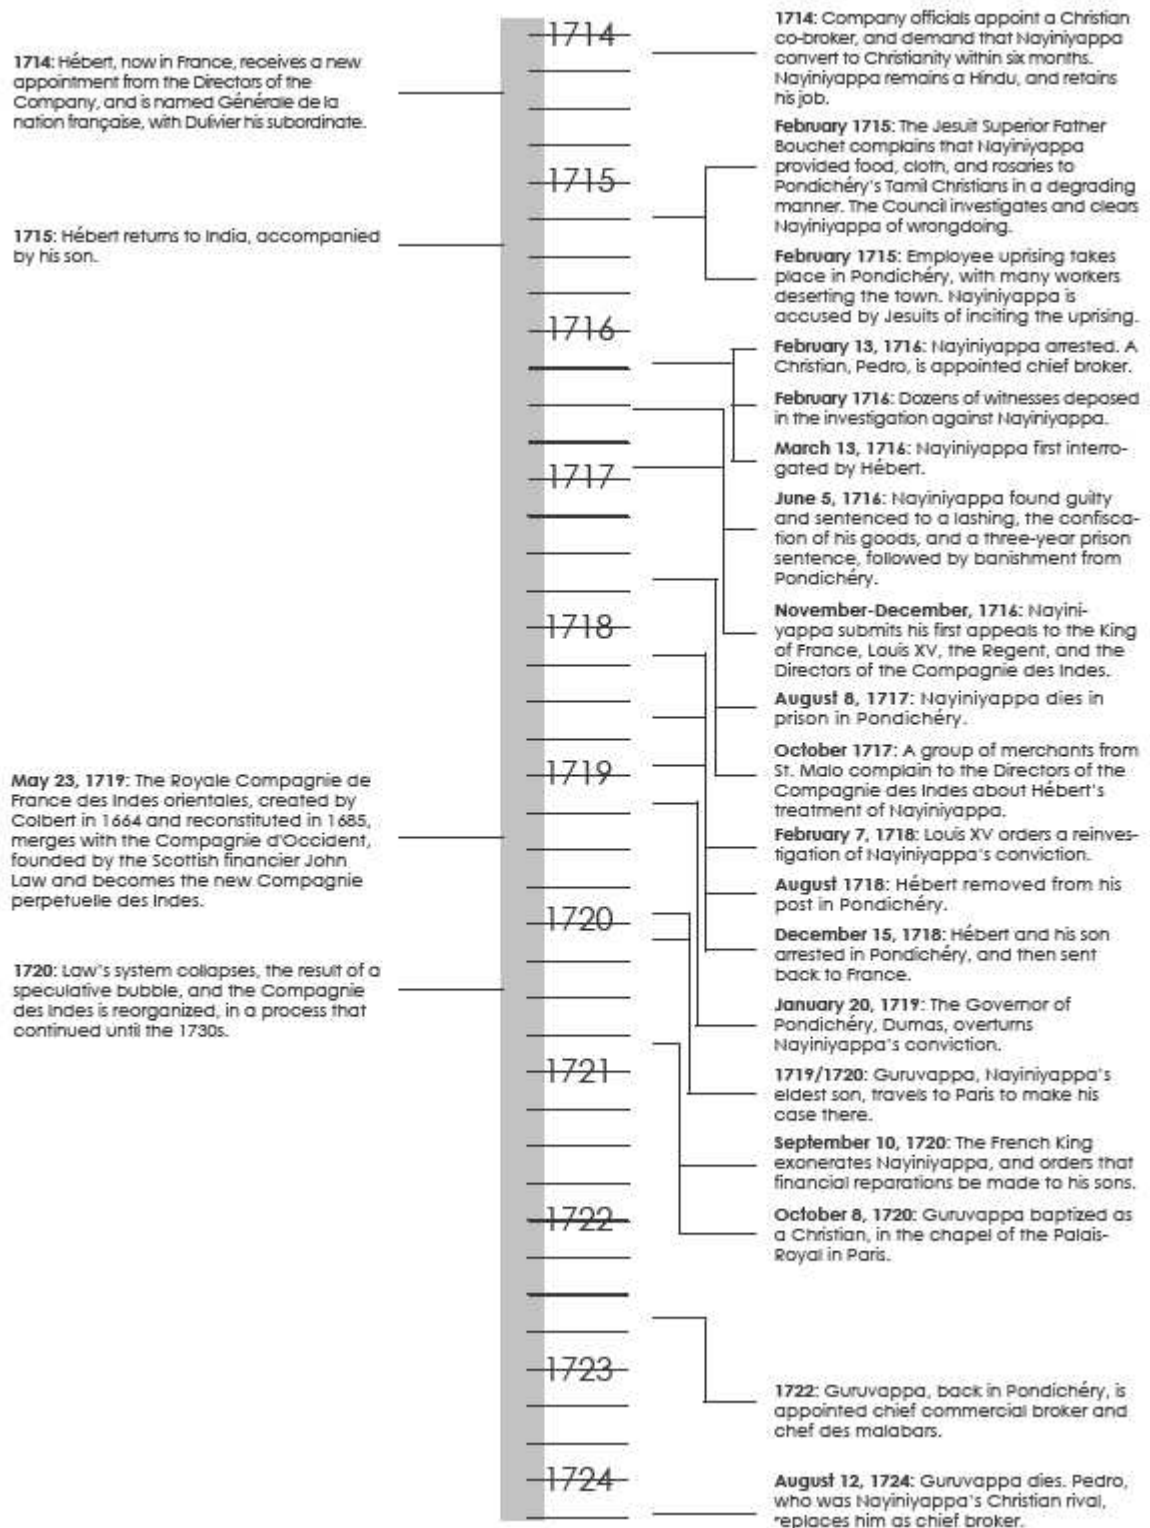 1714: Hébert, now in France, receives a new
appointment from the Directors of the
Company, and is named Générale de la
nation française, with Dulivier his subordinate.
1715: Hébert returns to India, accompanied
by his son.
May 23, 1719: The Royale Compagnie de
France des Indes orientales, created by
Colbert in 1664 and reconstituted in 1685,
merges with the Compagnie d'Occident,
founded by the Scottish financier John
Law and becomes the new Compagnie
perpetuelle des Indes.
1720: Law's system collapses, the result of a
speculative bubble, and the Compagnie
des Indes is reorganized, in a process that
continued until the 1730s.
1714
1715
1716
1717
1718
1719
1720
1721
1722
1723
1724
1714: Company officials appoint a Christian
co-broker, and demand that Nayiniyappa
convert to Christianity within six months.
Nayiniyappa remains a Hindu, and retains
his job.
February 1715: The Jesuit Superior Father
Bouchet complains that Nayiniyappa
provided food, cloth, and rosaries to
Pondichéry's Tamil Christians in a degrading
manner. The Council investigates and clears
Nayiniyappa of wrongdoing.
February 1715: Employee uprising takes
place in Pondichéry, with many workers
deserting the town. Nayiniyappa is
accused by Jesuits of inciting the uprising.
February 13, 1716: Nayiniyappa arrested. A
Christian, Pedro, is appointed chief broker.
February 1716: Dozens of witnesses deposed
in the investigation against Nayiniyappa.
March 13, 1716: Nayiniyappa first interro-
gated by Hébert.
June 5, 1716: Nayiniyappa found guilty
and sentenced to a lashing, the confisca-
tion of his goods, and a three-year prison
sentence, followed by banishment from
Pondichéry.
November-December, 1716: Nayini-
yappa submits his first appeals to the King
of France, Louis XV, the Regent, and the
Directors of the Compagnie des Indes.
August 8, 1717: Nayiniyappa dies in
prison in Pondichéry.
October 1717: A group of merchants from
St. Malo complain to the Directors of the
Compagnie des Indes about Hébert's
treatment of Nayiniyappa.
February 7, 1718: Louis XV orders a reinves-
tigation of Nayiniyappa's conviction.
August 1718: Hébert removed from his
post in Pondichéry.
December 15, 1718: Hébert and his son
arrested in Pondichéry, and then sent
back to France.
January 20, 1719: The Governor of
Pondichéry, Dumas, overturns
Nayiniyappa's conviction.
1719/1720: Guruvappa, Nayiniyappa's
eldest son, travels to Paris to make his
case there.
September 10, 1720: The French King
exonerates Nayiniyappa, and orders that
financial reparations be made to his sons.
October 8, 1720: Guruvappa baptized as
a Christian, in the chapel of the Palais-
Royal in Paris.
1722: Guruvappa, back in Pondichéry, is
appointed chief commercial broker and
chef des malabars.
August 12, 1724: Guruvappa dies. Pedro,
who was Nayiniyappa's Christian rival,
replaces him as chief broker.